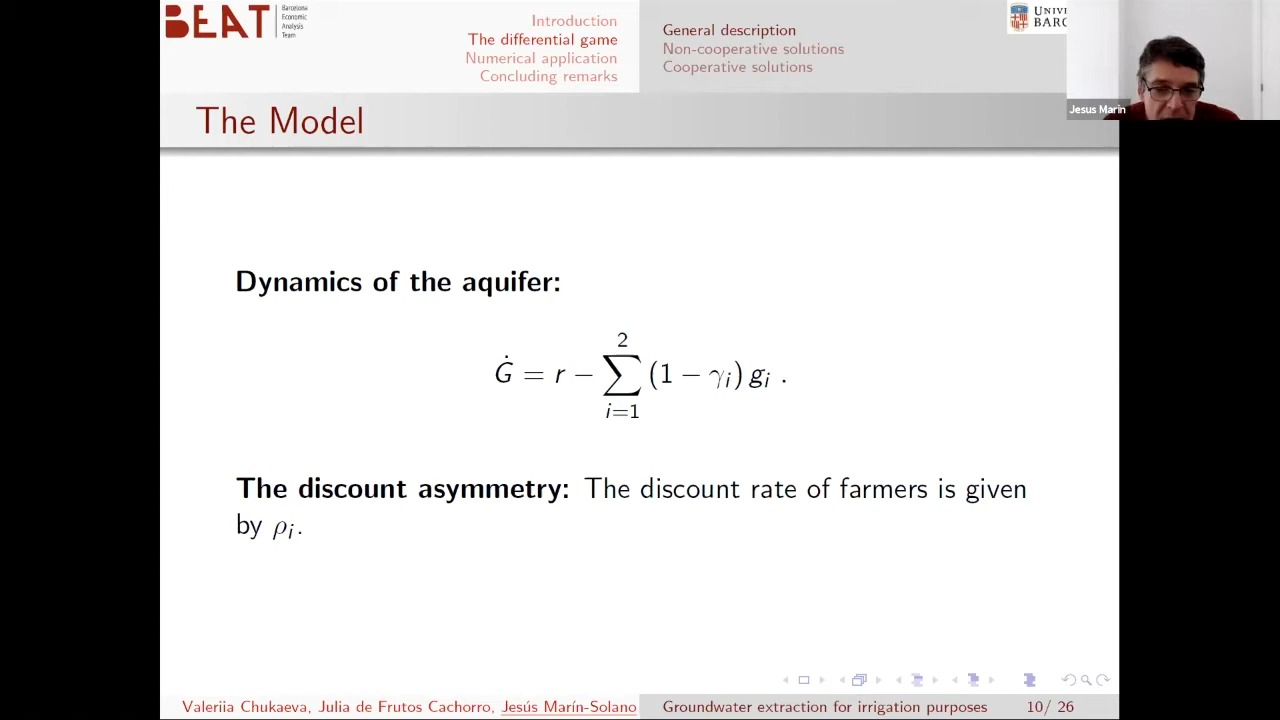 BEAT
Barcelona
Economic
Analysis
Team
Introduction
The differential game
Numerical application
Concluding remarks
General description
Non-cooperative solutions
Cooperative solutions
UNIVE
BARC
Jesus Marin
The Model
Dynamics of the aquifer:
Ġ = r − ∑_{i=1}^{2} (1 − γ_i) g_i .
The discount asymmetry: The discount rate of farmers is given
by ρ_i.
Valeriia Chukaeva, Julia de Frutos Cachorro, Jesús Marín-Solano
Groundwater extraction for irrigation purposes
10/ 26